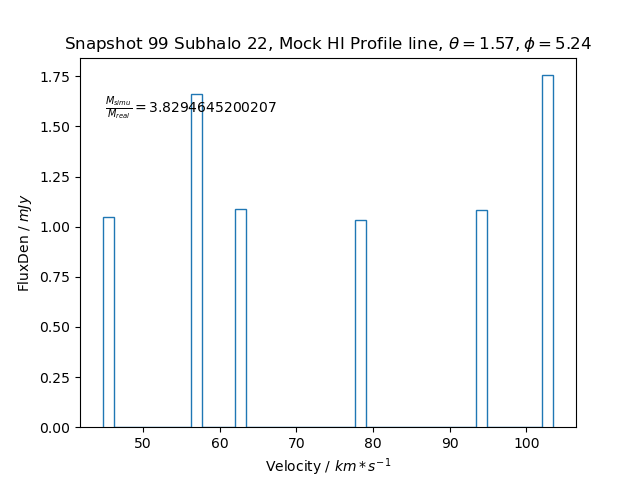 Snapshot 99 Subhalo 22, Mock HI Profile line, θ = 1.57, ϕ = 5.24
M_simu/M_real = 3.8294645200207
FluxDen / mJy
1.75
1.50
1.25
1.00
0.75
0.50
0.25
0.00
50 60 70 80 90 100
Velocity / km * s⁻¹